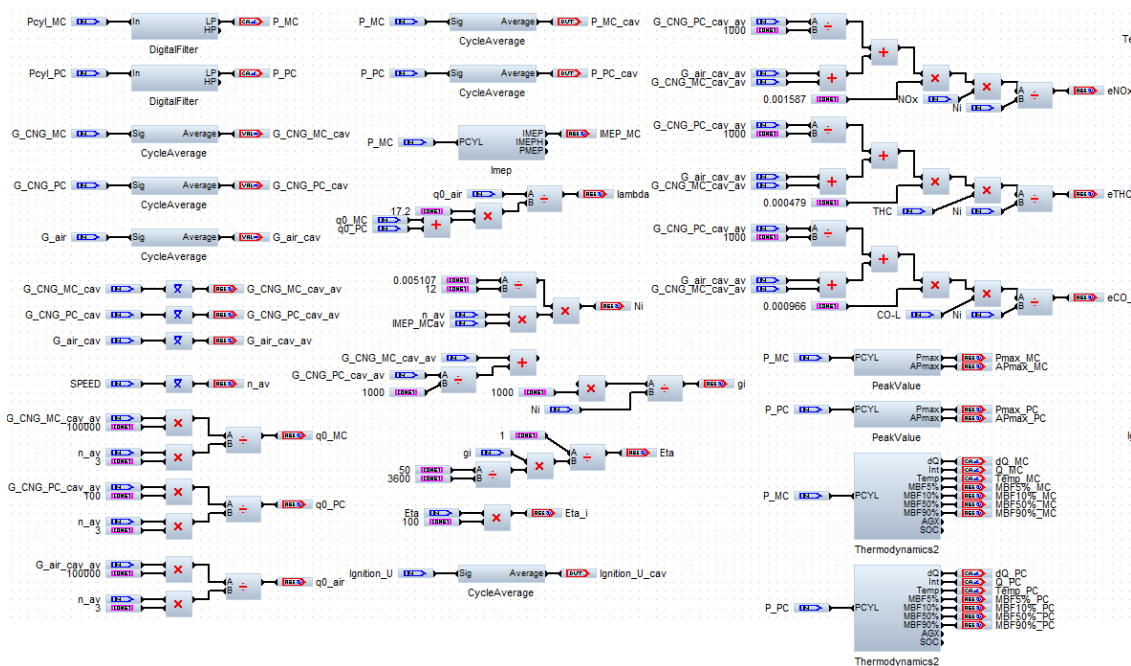 Pcyl_MC
In
LP
HP
P_MC
DigitalFilter
Pcyl_PC
In
LP
HP
P_PC
DigitalFilter
G_CNG_MC
Sig
Average
G_CNG_MC_cav
CycleAverage
G_CNG_PC
Sig
Average
G_CNG_PC_cav
CycleAverage
G_air
Sig
Average
G_air_cav
CycleAverage
G_CNG_MC_cav
G_CNG_MC_cav_av
G_CNG_PC_cav
G_CNG_PC_cav_av
G_air_cav
G_air_cav_av
SPEED
n_av
G_CNG_MC_cav_av
100000
n_av
3
A
B
q0_MC
G_CNG_PC_cav_av
100
n_av
3
A
B
q0_PC
G_air_cav_av
100000
n_av
3
A
B
q0_air
P_MC
Sig
Average
P_MC_cav
CycleAverage
P_PC
Sig
Average
P_PC_cav
CycleAverage
P_MC
PCYL
IMEP
IMEPH
PMEP
IMEP_MC
Imep
q0_air
17.2
q0_MC
q0_PC
A
B
lambda
0.005107
12
A
B
n_av
IMEP_MCav
Ni
G_CNG_MC_cav_av
G_CNG_PC_cav_av
1000
A
B
1000
Ni
A
B
gi
1
gi
50
3600
A
B
A
B
Eta
Eta
100
Eta_i
Ignition_U
Sig
Average
Ignition_U_cav
CycleAverage
G_CNG_PC_cav_av
1000
A
B
G_air_cav_av
G_CNG_MC_cav_av
0.001587
NOx
Ni
A
B
eNOx
G_CNG_PC_cav_av
1000
A
B
G_air_cav_av
G_CNG_MC_cav_av
0.000479
THC
Ni
A
B
eTHC
G_CNG_PC_cav_av
1000
A
B
G_air_cav_av
G_CNG_MC_cav_av
0.000966
CO-L
Ni
A
B
eCO_
P_MC
PCYL
Pmax
APmax
Pmax_MC
APmax_MC
PeakValue
P_PC
PCYL
Pmax
APmax
Pmax_PC
APmax_PC
PeakValue
P_MC
PCYL
dQ
Int
Temp
MBF5%
MBF10%
MBF50%
MBF90%
AGX
SOC
dQ_MC
Q_MC
Temp_MC
MBF5%_MC
MBF10%_MC
MBF50%_MC
MBF90%_MC
Thermodynamics2
P_PC
PCYL
dQ
Int
Temp
MBF5%
MBF10%
MBF50%
MBF90%
AGX
SOC
dQ_PC
Q_PC
Temp_PC
MBF5%_PC
MBF10%_PC
MBF50%_PC
MBF90%_PC
Thermodynamics2
Te